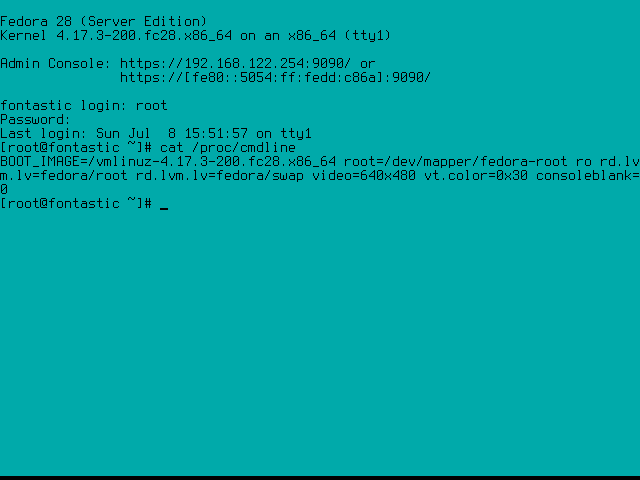 Fedora 28 (Server Edition)
Kernel 4.17.3-200.fc28.x86_64 on an x86_64 (tty1)
Admin Console: https://192.168.122.254:9090/ or
https://[fe80::5054:ff:fedd:c86a]:9090/
fontastic login: root
Password:
Last login: Sun Jul  8 15:51:57 on tty1
[root@fontastic ~]# cat /proc/cmdline
BOOT_IMAGE=/vmlinuz-4.17.3-200.fc28.x86_64 root=/dev/mapper/fedora-root ro rd.lv
m.lv=fedora/root rd.lvm.lv=fedora/swap video=640x480 vt.color=0x30 consoleblank=
0
[root@fontastic ~]# _